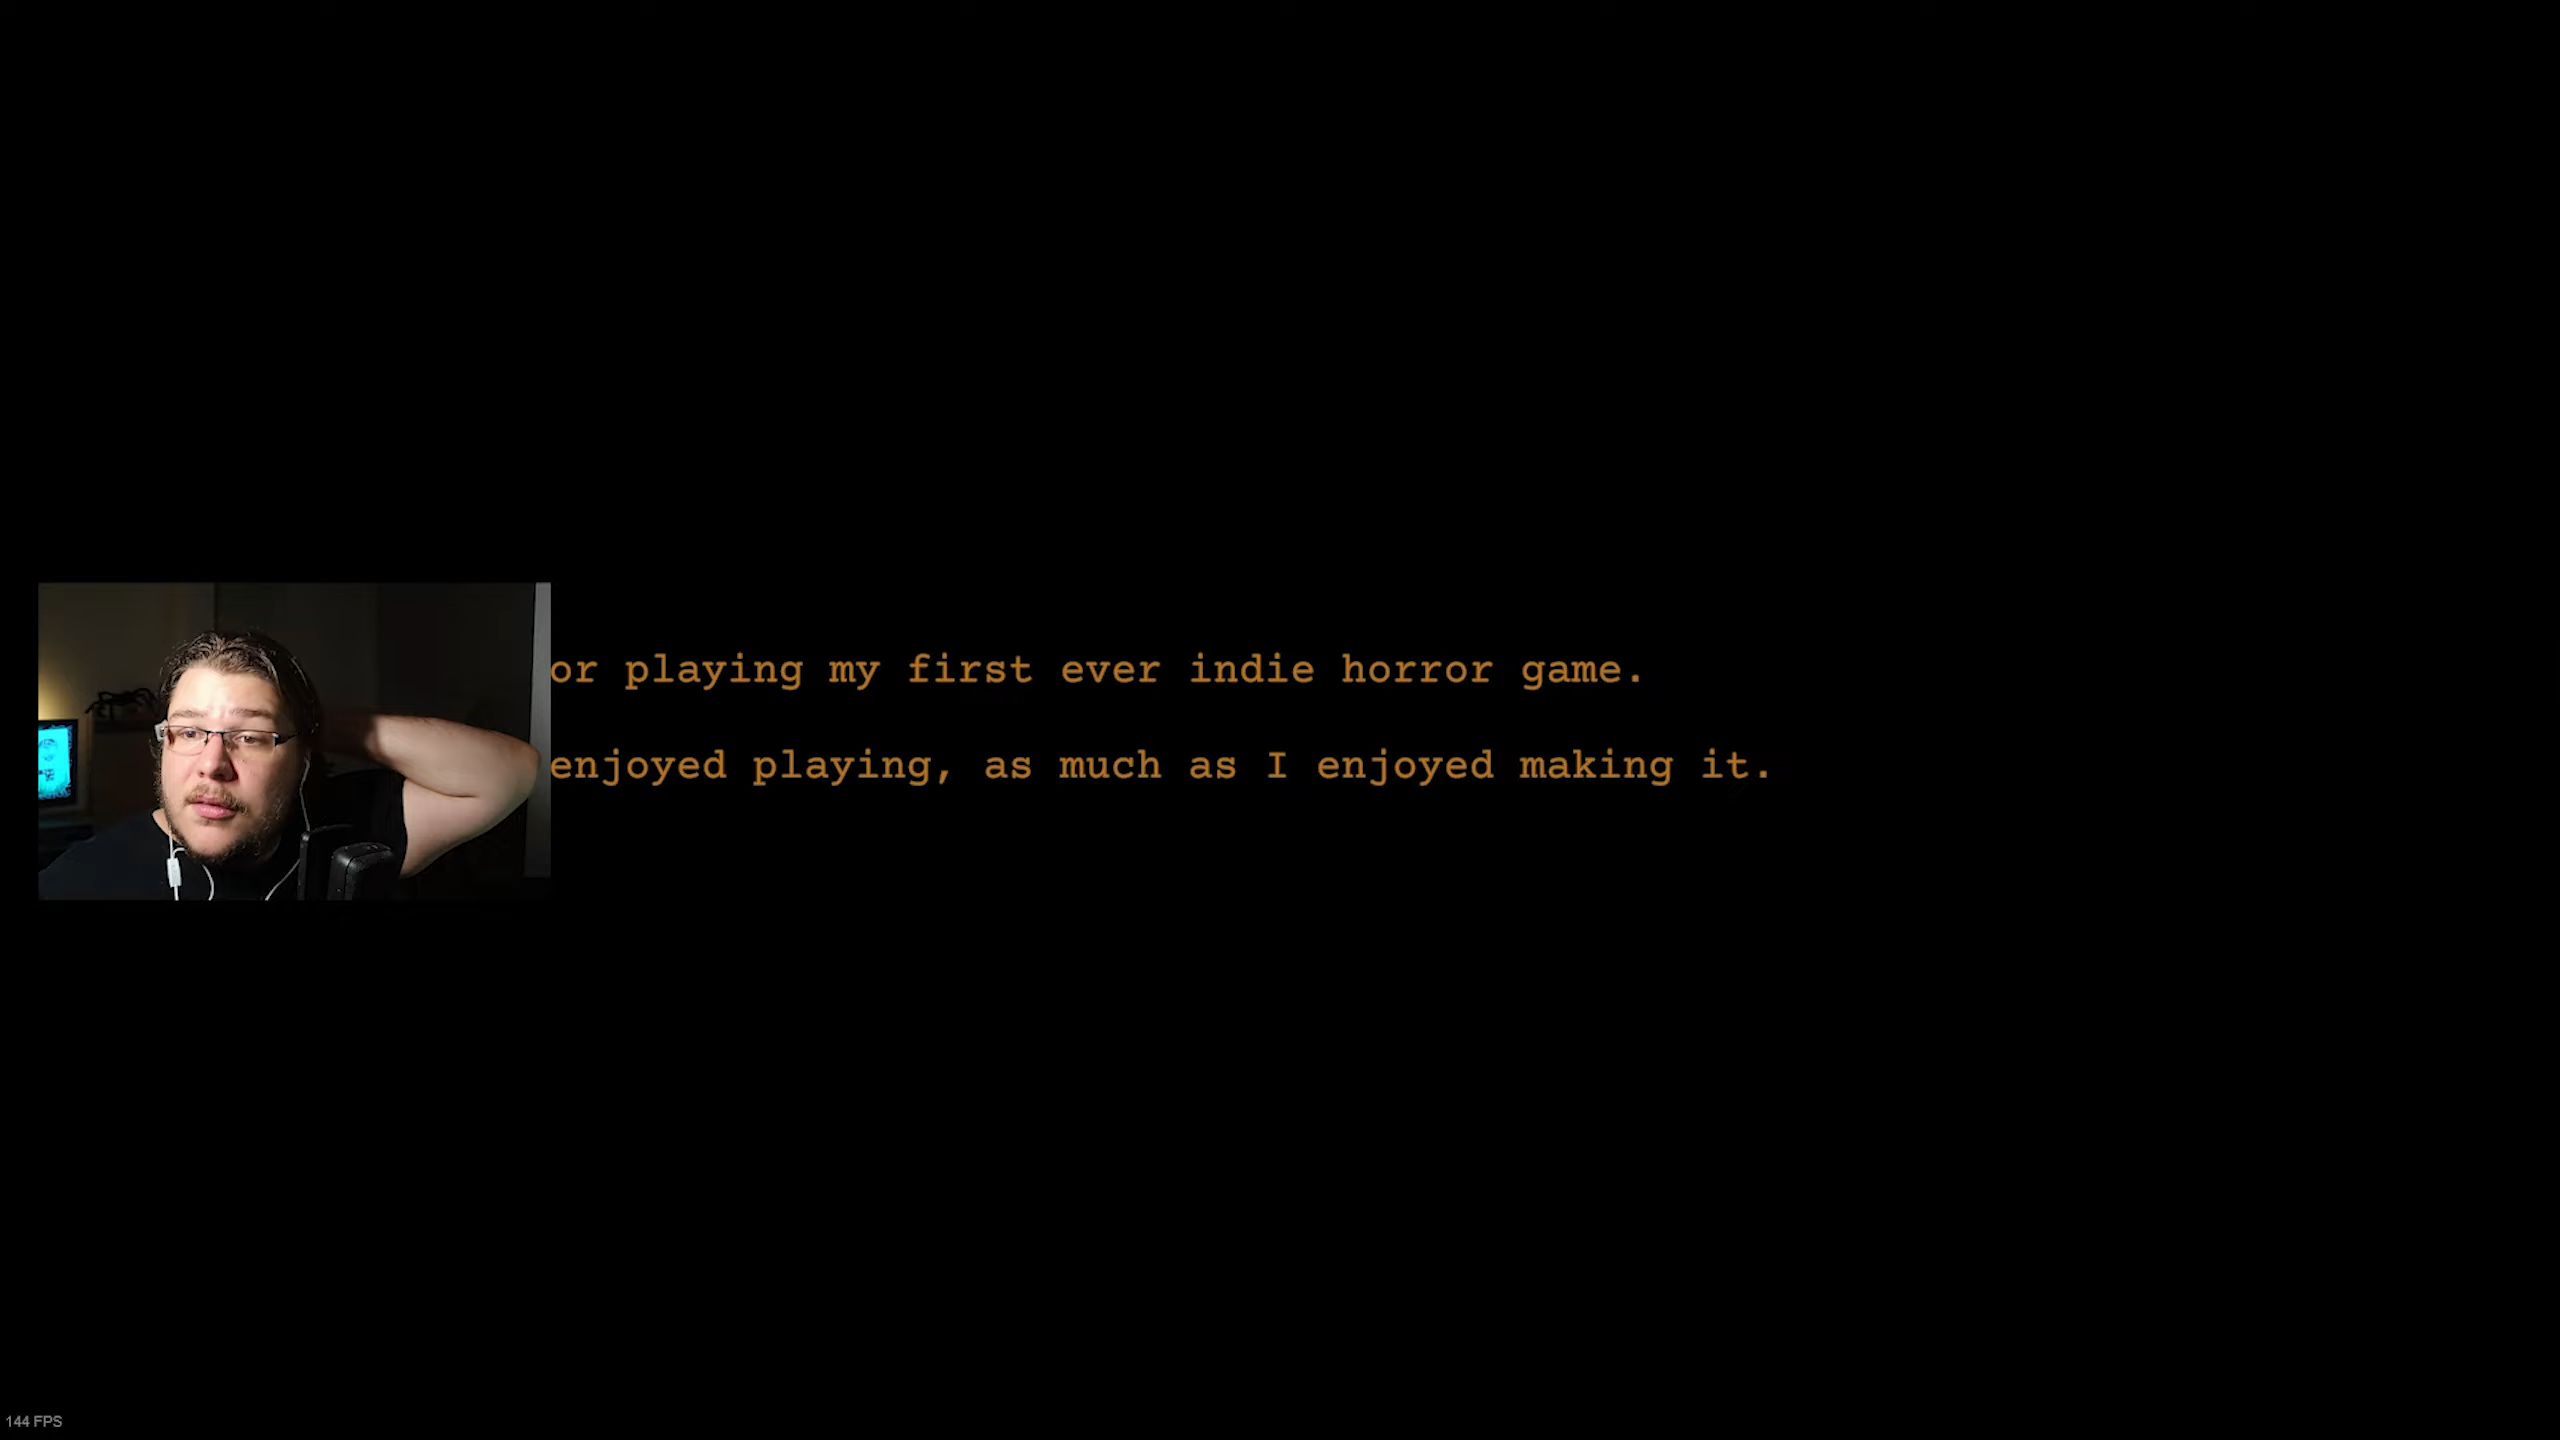 or playing my first ever indie horror game.
enjoyed playing, as much as I enjoyed making it.
144 FPS